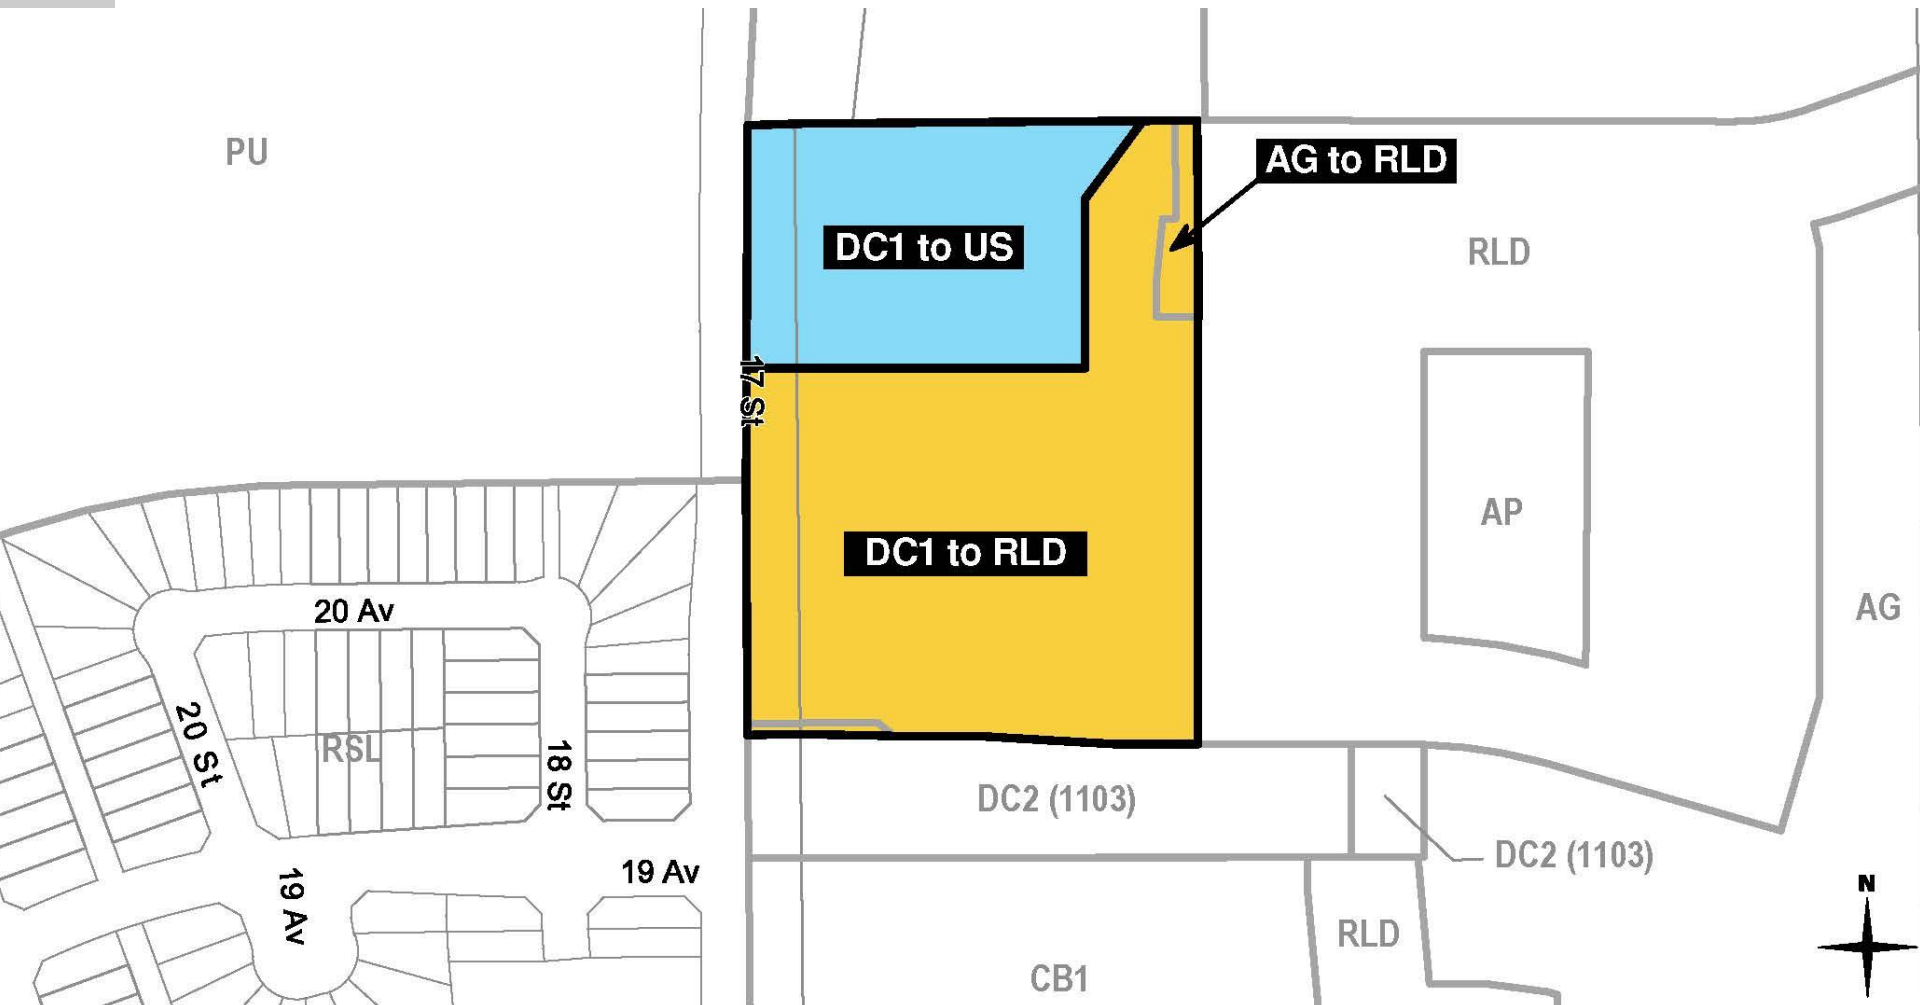 PU
AG to RLD
DC1 to US
RLD
17 St
AP
DC1 to RLD
AG
20 Av
20 St
RSL
18 St
DC2 (1103)
DC2 (1103)
19 Av
19 Av
N
RLD
CB1